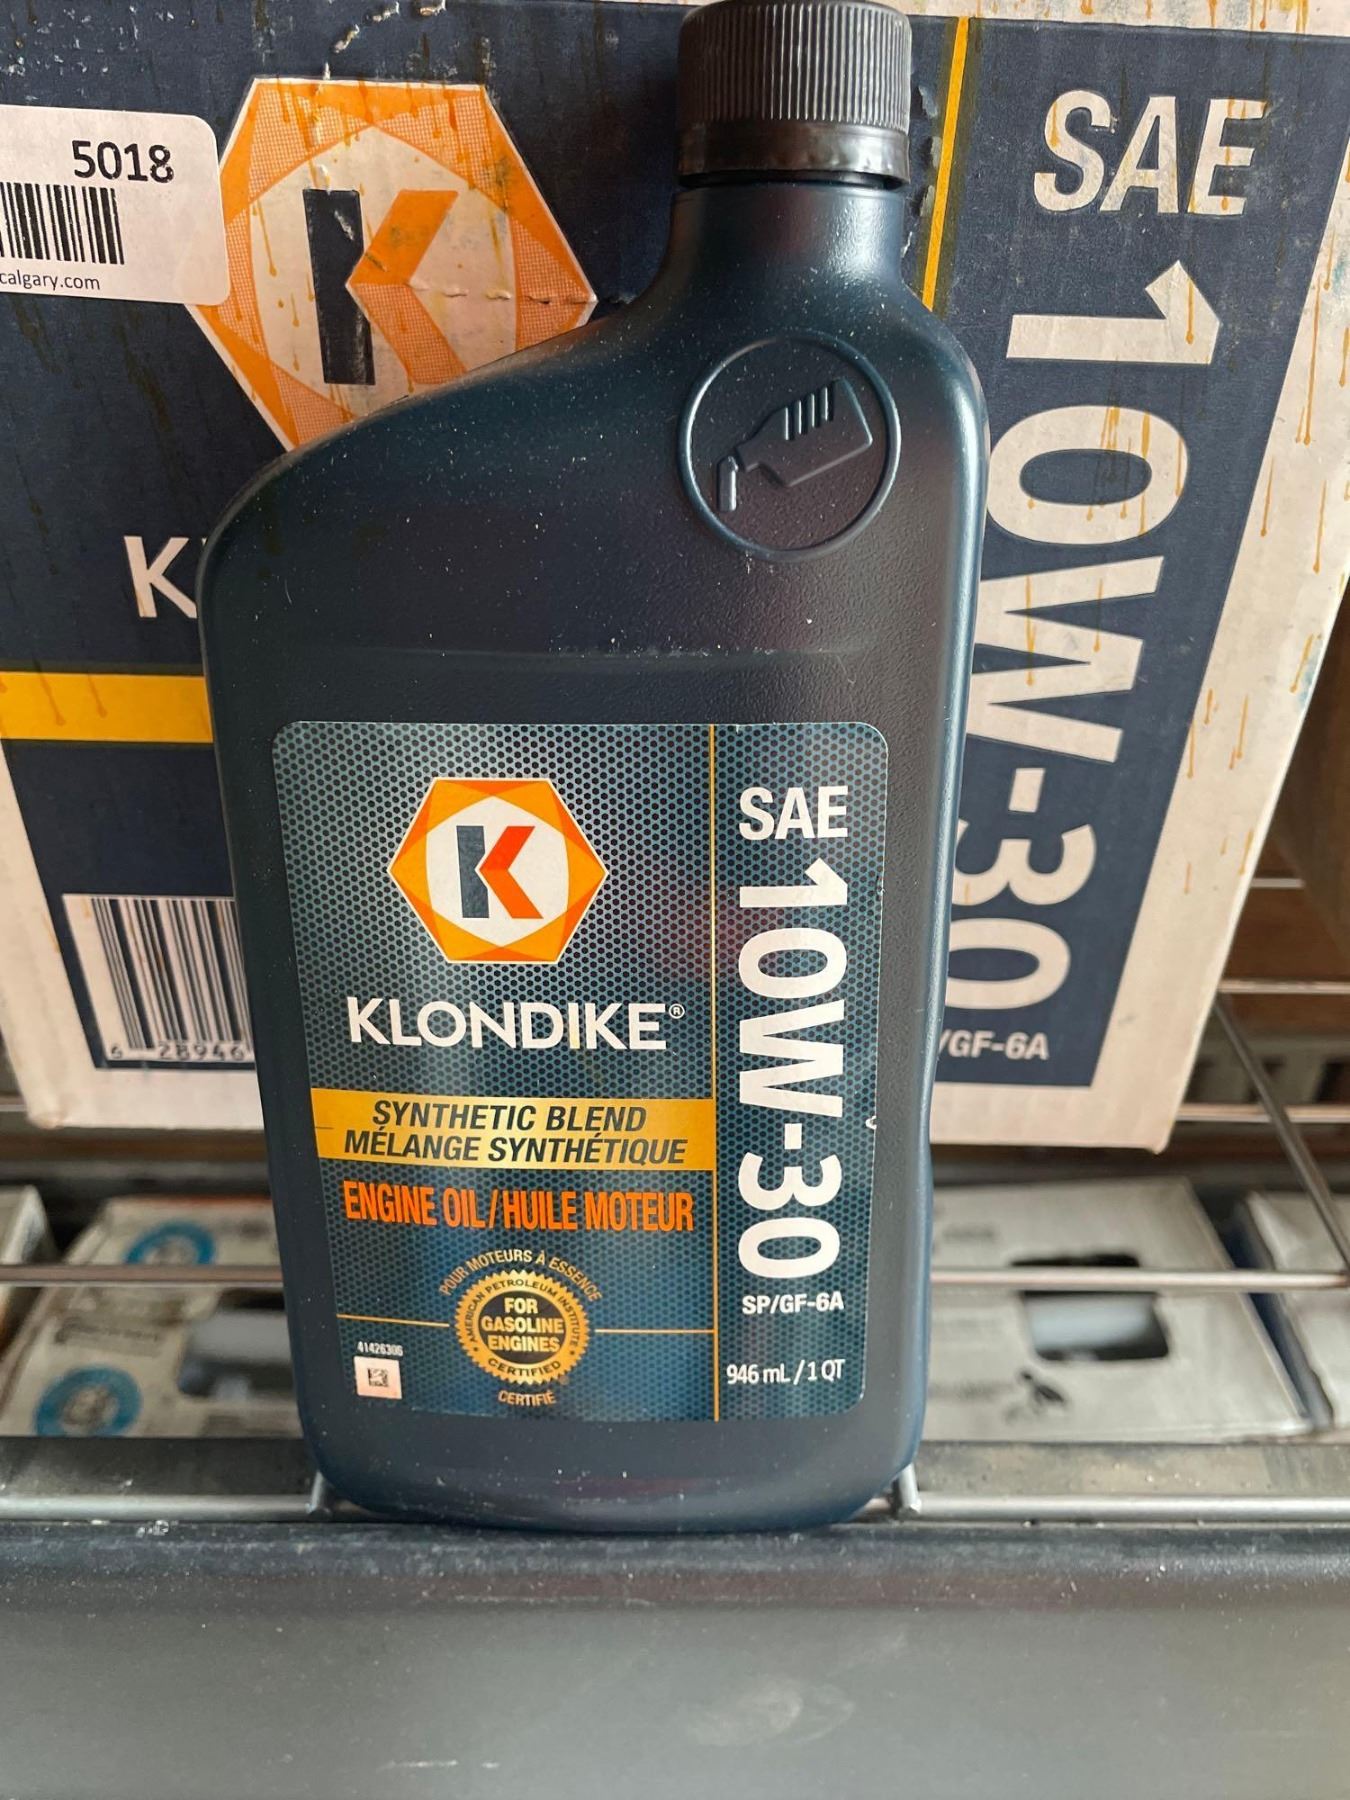 5018
calgary.com
K
SAE
10W-30
/GF-6A
6 28946
K
KLONDIKE®
SYNTHETIC BLEND
MÉLANGE SYNTHÉTIQUE
ENGINE OIL/HUILE MOTEUR
POUR MOTEURS À ESSENCE
AMERICAN PETROLEUM INSTITUTE
FOR
GASOLINE
ENGINES
CERTIFIED
CERTIFIÉ
41426306
SAE
10W-30
SP/GF-6A
946 mL / 1 QT